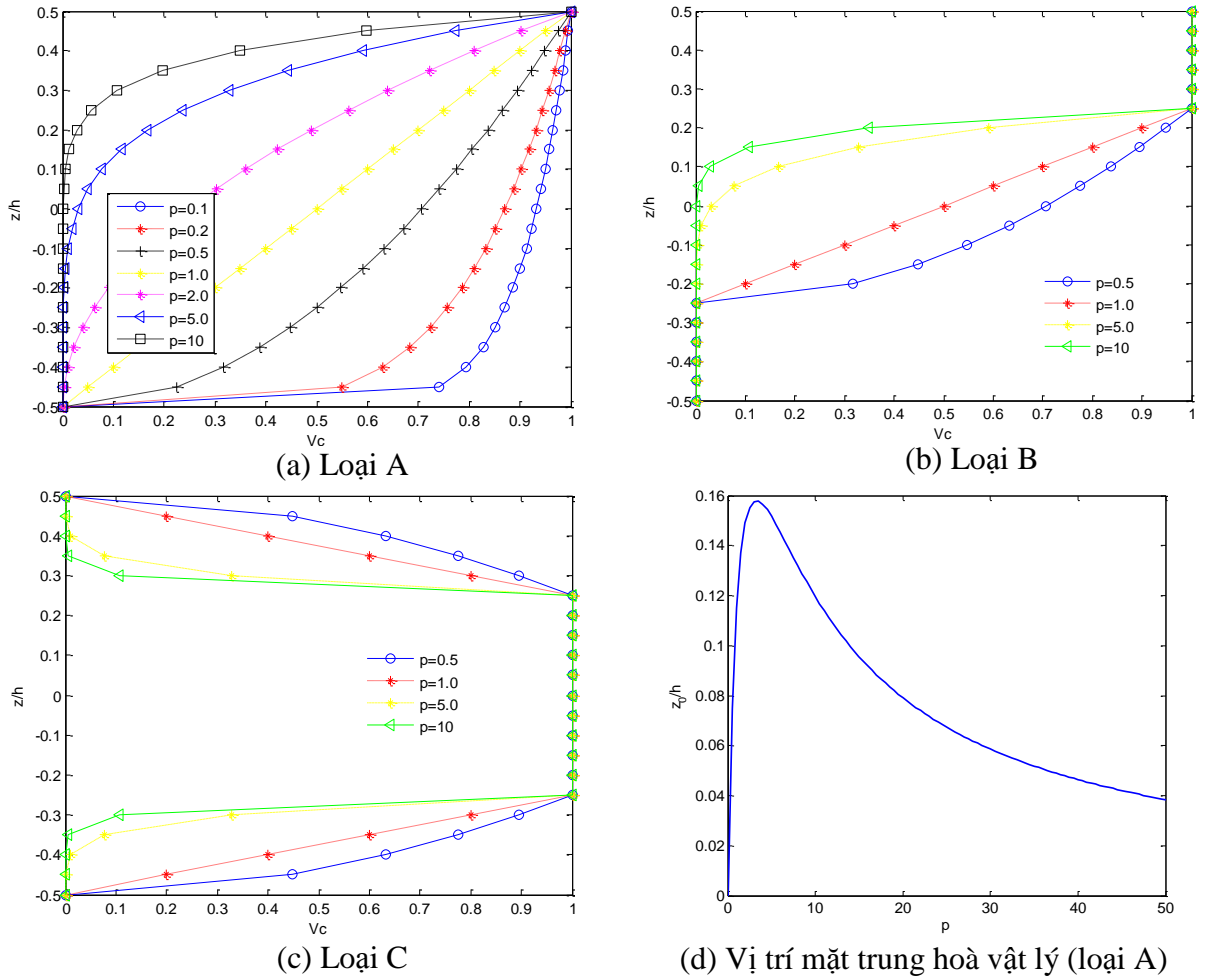 0.5
0.4
0.3
0.2
0.1
0
-0.1
-0.2
-0.3
-0.4
-0.5
z/h
p=0.1
p=0.2
p=0.5
p=1.0
p=2.0
p=5.0
p=10
0 0.1 0.2 0.3 0.4 0.5 0.6 0.7 0.8 0.9 1
Vc
(a) Loại A
0.5
0.4
0.3
0.2
0.1
0
-0.1
-0.2
-0.3
-0.4
-0.5
z/h
p=0.5
p=1.0
p=5.0
p=10
0 0.1 0.2 0.3 0.4 0.5 0.6 0.7 0.8 0.9 1
Vc
(b) Loại B
0.5
0.4
0.3
0.2
0.1
0
-0.1
-0.2
-0.3
-0.4
-0.5
z/h
p=0.5
p=1.0
p=5.0
p=10
0 0.1 0.2 0.3 0.4 0.5 0.6 0.7 0.8 0.9 1
Vc
(c) Loại C
0.16
0.14
0.12
0.1
0.08
0.06
0.04
0.02
0
z₀/h
0 10 20 30 40 50
p
(d) Vị trí mặt trung hoà vật lý (loại A)